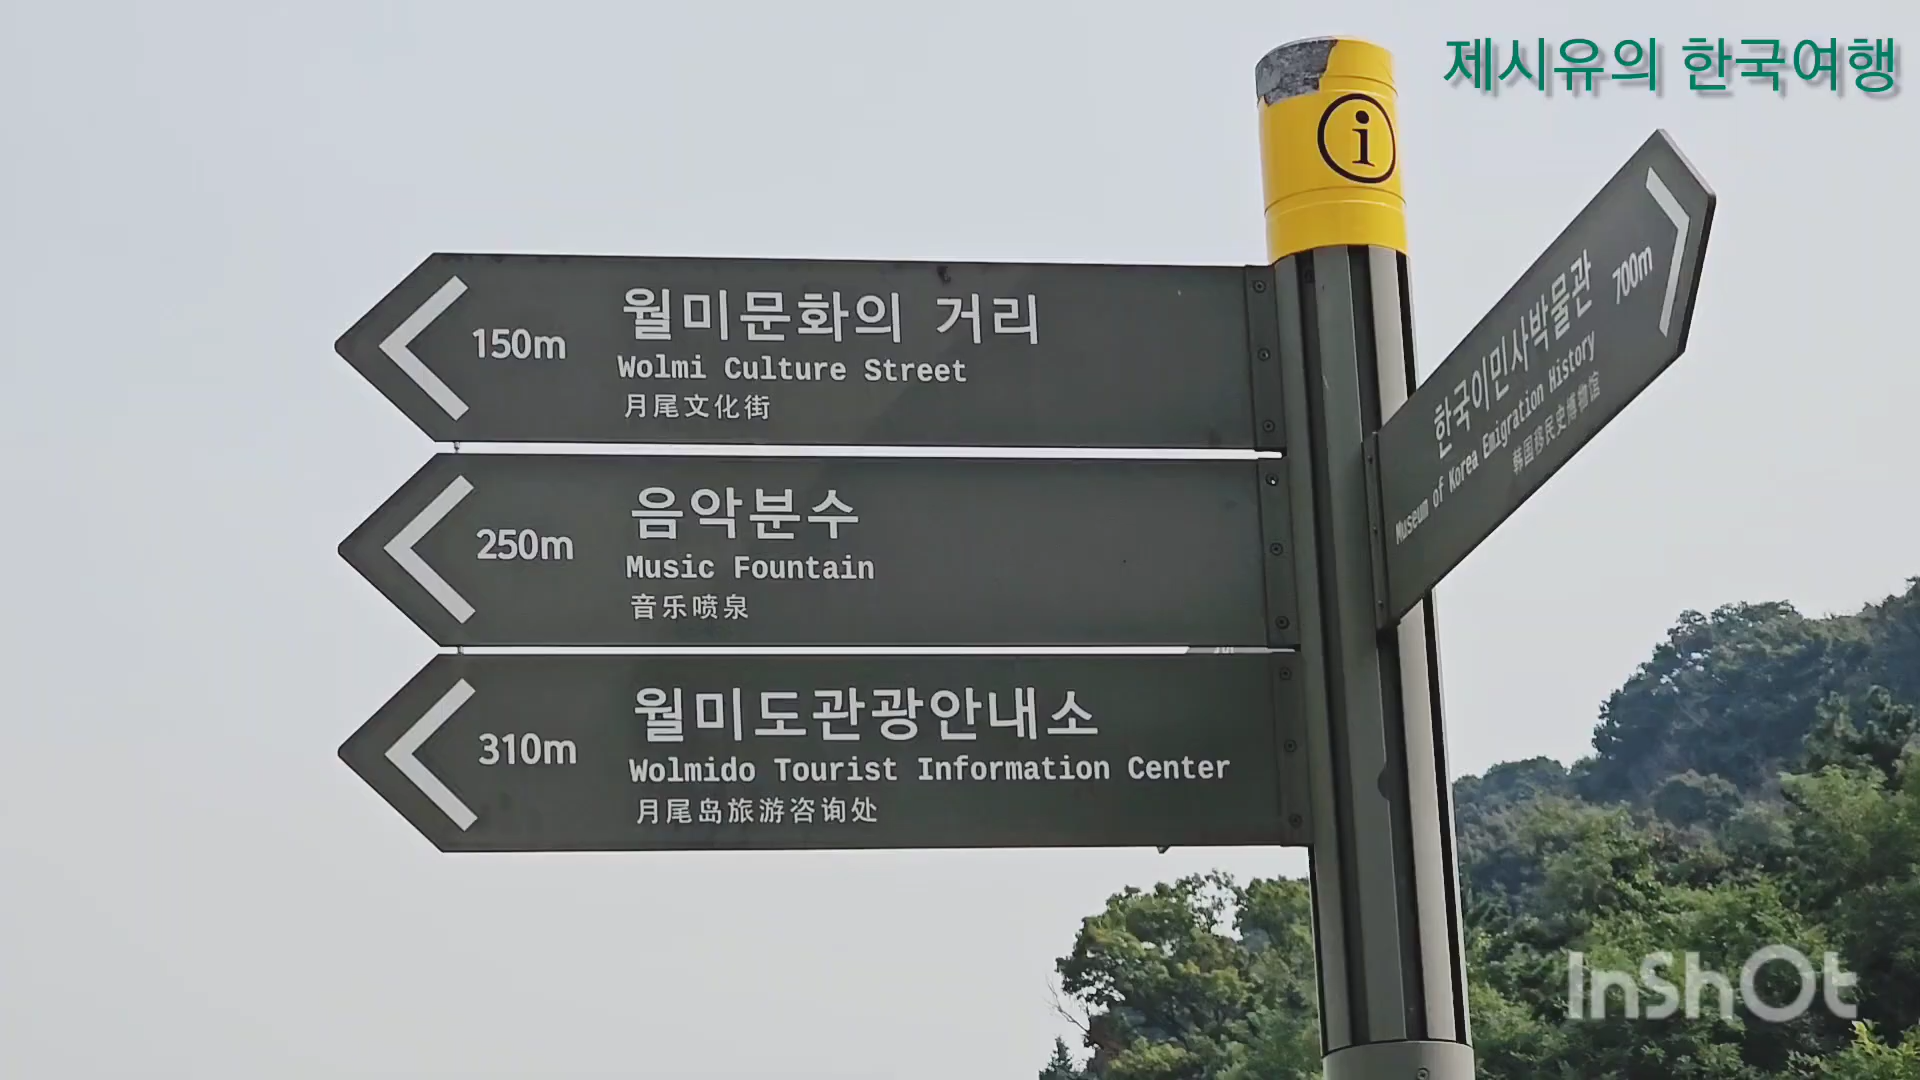 제시유의 한국여행
i
150m
월미문화의 거리
Wolmi Culture Street
月尾文化街
250m
음악분수
Music Fountain
音乐喷泉
310m
월미도관광안내소
Wolmido Tourist Information Center
月尾岛旅游咨询处
한국이민사박물관
Museum of Korea Emigration History
韩国移民史博物馆
700m
InShOt